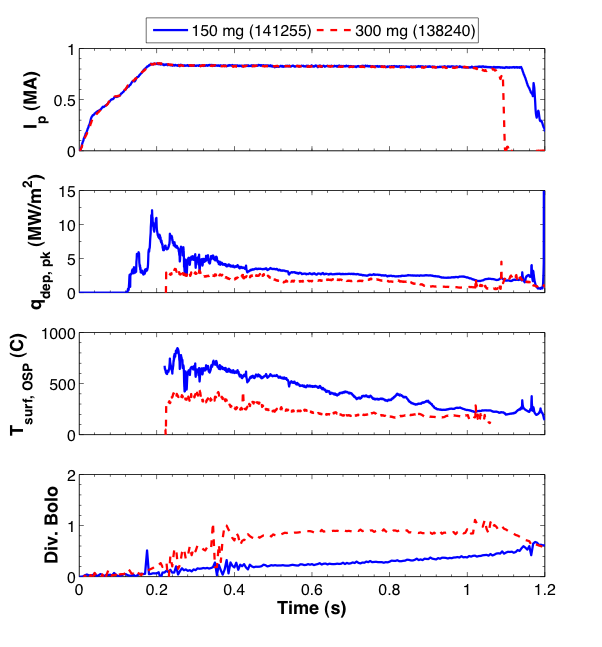 150 mg (141255) 300 mg (138240)
1
0.5
0
I_p (MA)
15
10
5
0
q_dep, pk (MW/m^2)
1000
500
0
T_surf, OSP (C)
2
1
0
Div. Bolo
0 0.2 0.4 0.6 0.8 1 1.2
Time (s)